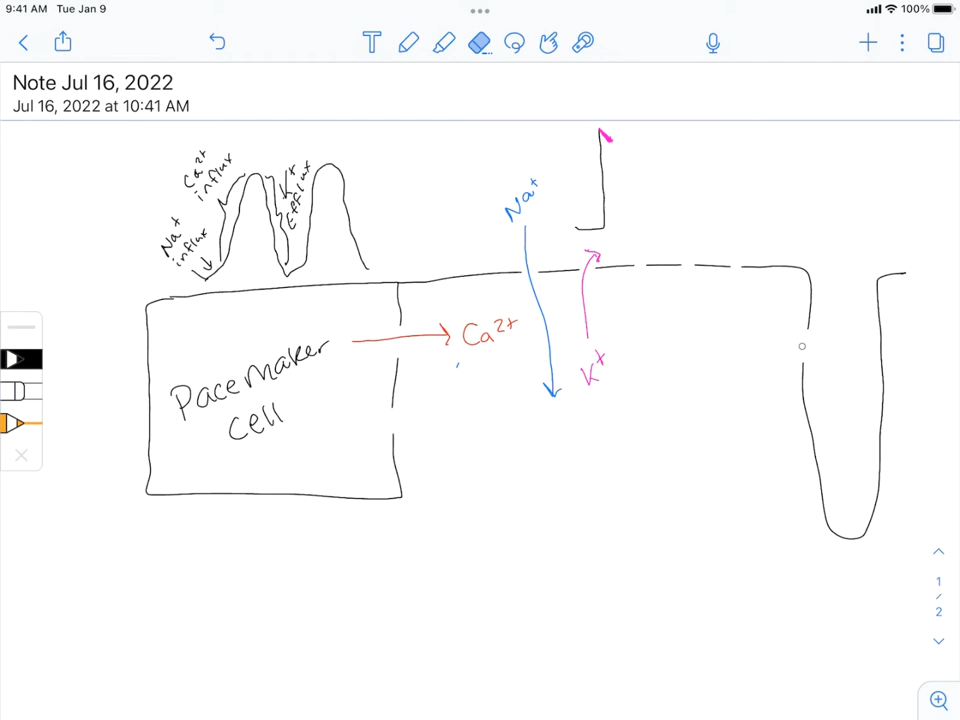 9:41 AM Tue Jan 9
100%
Note Jul 16, 2022
Jul 16, 2022 at 10:41 AM
Ca2+
influx
K+
Efflux
Na+
influx
Na+
Ca2+
K+
Pacemaker
cell
1
/
2